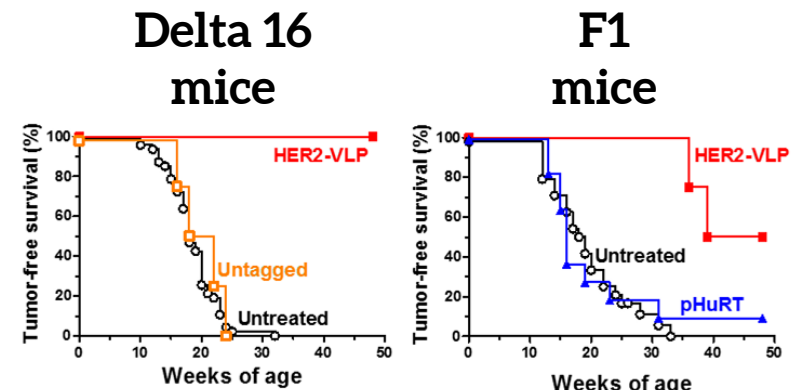 Delta 16
mice
F1
mice
Tumor-free survival (%)
100
80
60
40
20
0
HER2-VLP
Untagged
Untreated
0 10 20 30 40 50
Weeks of age
Tumor-free survival (%)
100
80
60
40
20
0
HER2-VLP
Untreated
pHuRT
0 10 20 30 40 50
Weeks of age